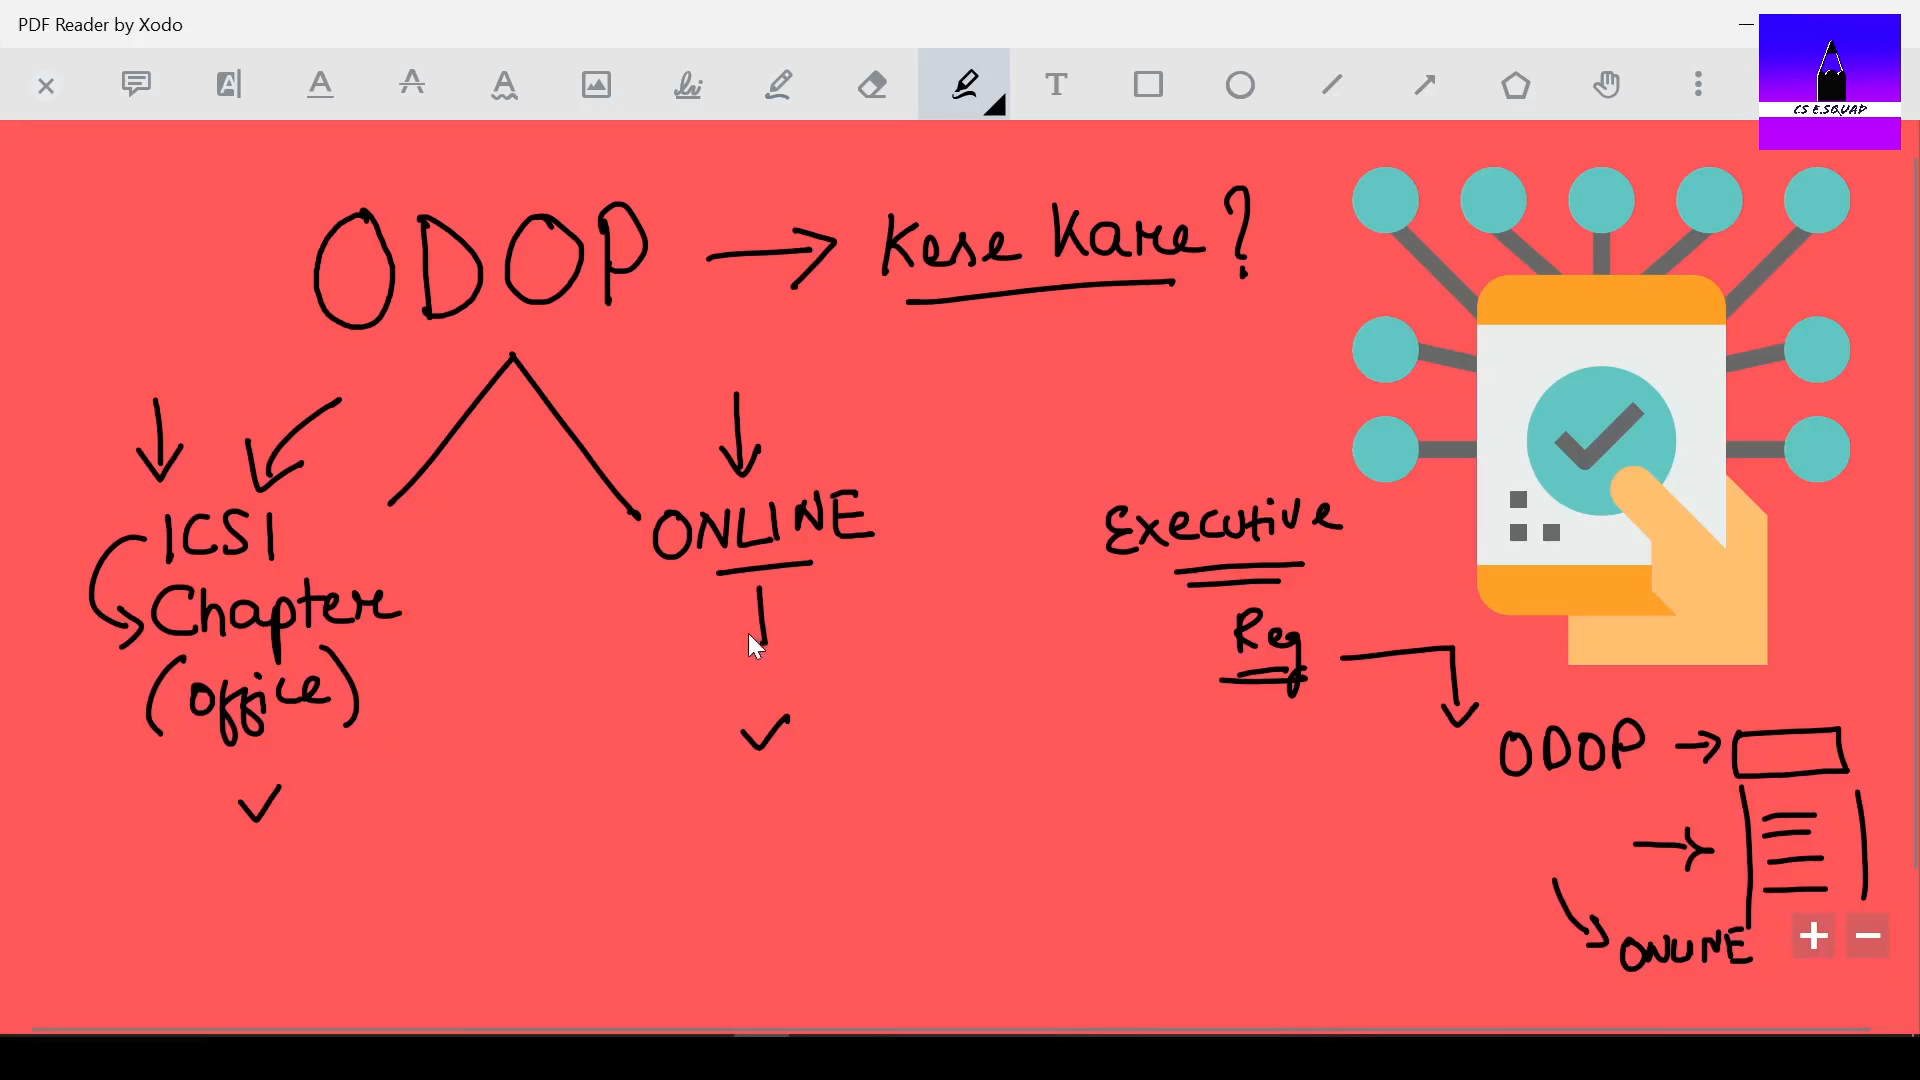 PDF Reader by Xodo
CS E.SQUAD
ODOP → Kese Kare?
ICSI
Chapter
(office)
ONLINE
Executive
Reg
ODOP →
ONLINE